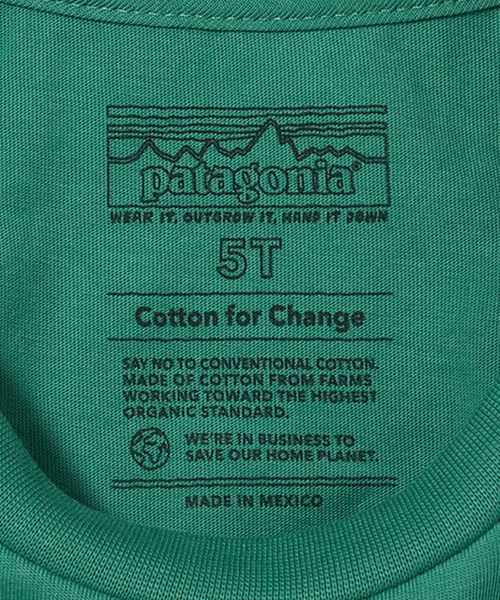 patagonia®
WEAR IT, OUTGROW IT, HAND IT DOWN
5T
Cotton for Change
SAY NO TO CONVENTIONAL COTTON.
MADE OF COTTON FROM FARMS
WORKING TOWARD THE HIGHEST
ORGANIC STANDARD.
WE'RE IN BUSINESS TO
SAVE OUR HOME PLANET.
MADE IN MEXICO